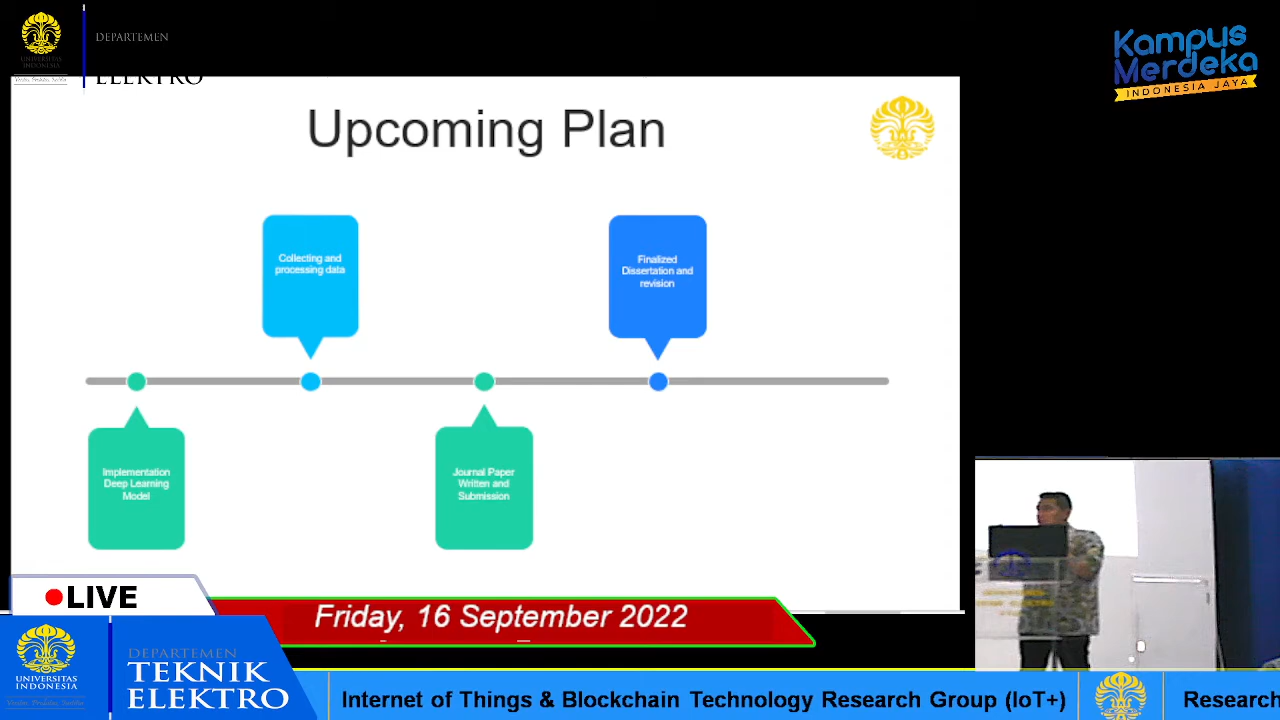 DEPARTEMEN
ELEKTRO
UNIVERSITAS
INDONESIA
Kampus
Merdeka
INDONESIA JAYA
Upcoming Plan
Collecting and
processing data
Finalized
Dissertation and
revision
Implementation
Deep Learning
Model
Journal Paper
Written and
Submission
LIVE
Friday, 16 September 2022
UNIVERSITAS
INDONESIA
DEPARTEMEN
TEKNIK
ELEKTRO
Internet of Things & Blockchain Technology Research Group (IoT+)
Research